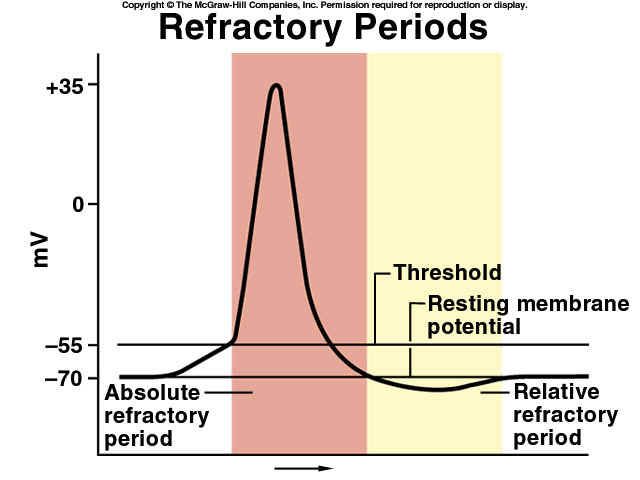 Copyright © The McGraw-Hill Companies, Inc. Permission required for reproduction or display.
Refractory Periods
+35
0
mV
Threshold
Resting membrane
potential
–55
–70
Absolute
refractory
period
Relative
refractory
period